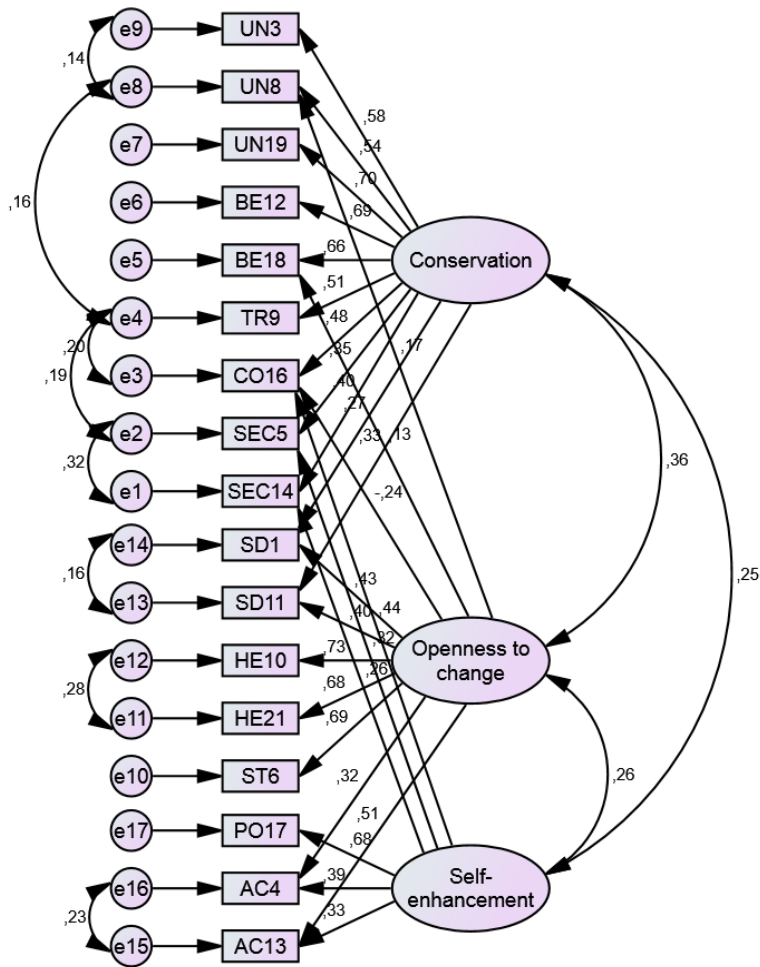 e9
UN3
,14
e8
UN8
,58
,54
e7
UN19
,70
,16
e6
BE12
,69
e5
BE18
,66
Conservation
,51
e4
TR9
,48
,20
,35
,17
,19
e3
CO16
,40
,27
e2
SEC5
,33
,13
,32
,36
e1
SEC14
-,24
e14
SD1
,16
,43
,25
e13
SD11
,40
,44
,32
e12
HE10
,73
,26
Openness to
change
,28
,68
e11
HE21
,69
e10
ST6
,32
,26
e17
PO17
,51
,68
e16
AC4
,39
Self-
enhancement
,23
,33
e15
AC13